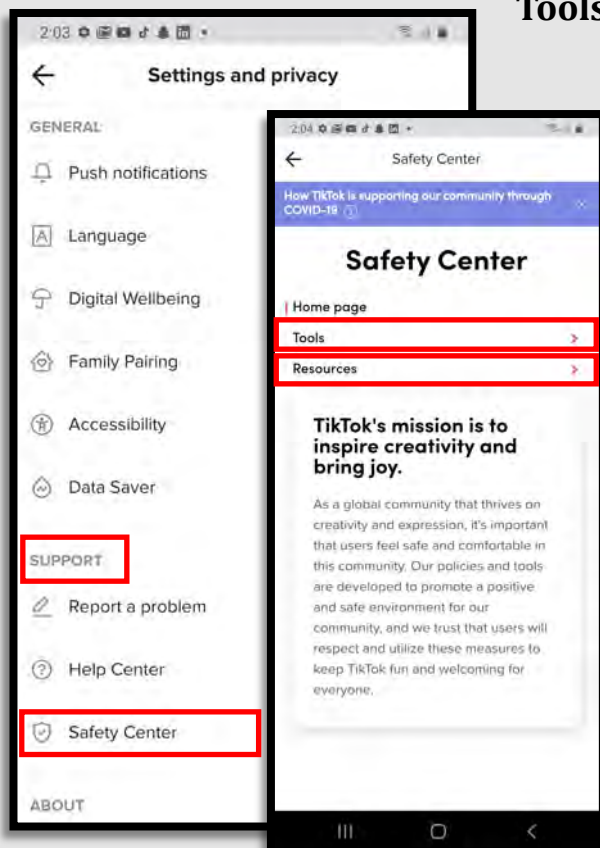 Tools
2:03
Settings and privacy
GENERAL
Push notifications
A Language
Digital Wellbeing
Family Pairing
Accessibility
Data Saver
SUPPORT
Report a problem
Help Center
Safety Center
ABOUT
2:04
Safety Center
How TikTok is supporting our community through
COVID-19
Safety Center
Home page
Tools
Resources
TikTok's mission is to
inspire creativity and
bring joy.
As a global community that thrives on
creativity and expression, it's important
that users feel safe and comfortable in
this community. Our policies and tools
are developed to promote a positive
and safe environment for our
community, and we trust that users will
respect and utilize these measures to
keep TikTok fun and welcoming for
everyone.